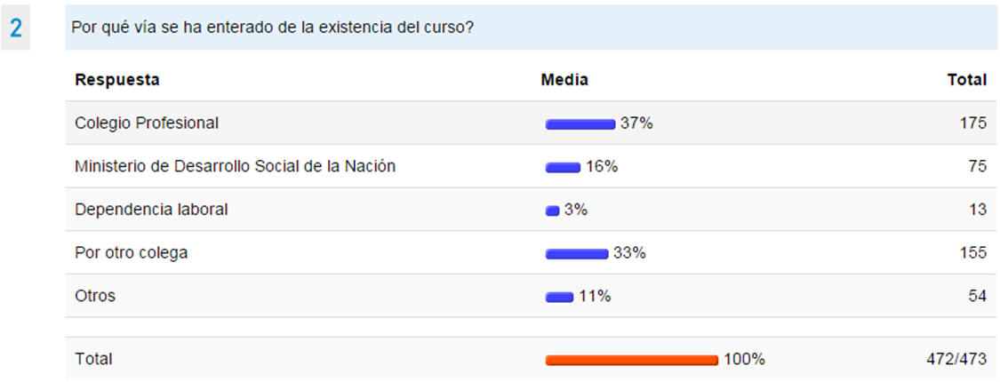 2 Por qué vía se ha enterado de la existencia del curso?
Respuesta Media Total
Colegio Profesional 37% 175
Ministerio de Desarrollo Social de la Nación 16% 75
Dependencia laboral 3% 13
Por otro colega 33% 155
Otros 11% 54
Total 100% 472/473